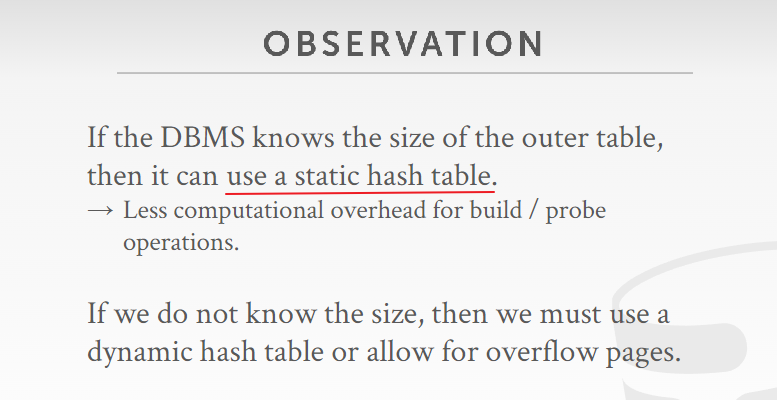 OBSERVATION
If the DBMS knows the size of the outer table,
then it can use a static hash table.
→ Less computational overhead for build / probe
operations.
If we do not know the size, then we must use a
dynamic hash table or allow for overflow pages.